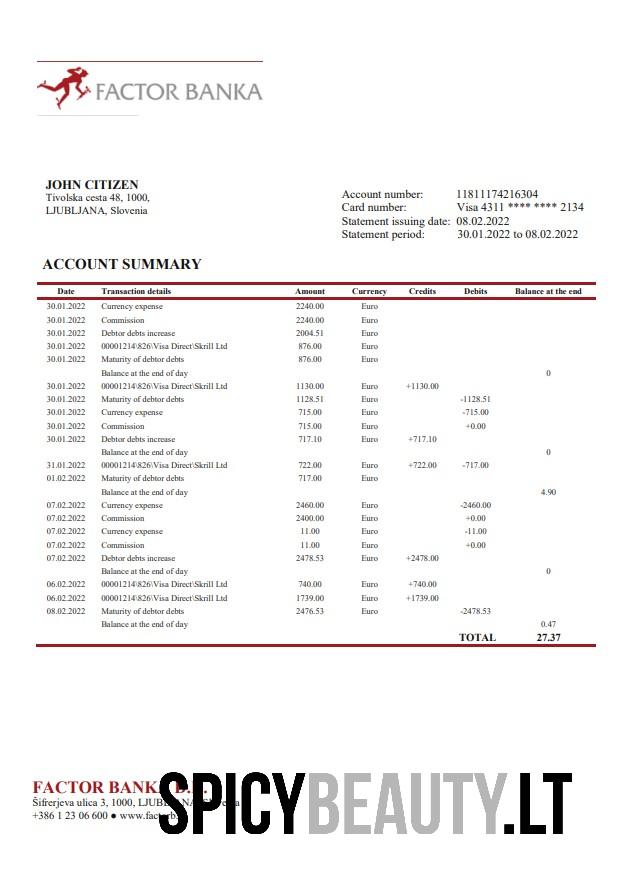 FACTOR BANKA
JOHN CITIZEN
Tivolska cesta 48, 1000,
LJUBLJANA, Slovenia
Account number: 11811174216304
Card number: Visa 4311 **** **** 2134
Statement issuing date: 08.02.2022
Statement period: 30.01.2022 to 08.02.2022
ACCOUNT SUMMARY
Date Transaction details Amount Currency Credits Debits Balance at the end
30.01.2022 Currency expense 2240.00 Euro
30.01.2022 Commission 2240.00 Euro
30.01.2022 Debtor debts increase 2004.51 Euro
30.01.2022 00001214\826\Visa Direct\Skrill Ltd 876.00 Euro
30.01.2022 Maturity of debtor debts 876.00 Euro
Balance at the end of day 0
30.01.2022 00001214\826\Visa Direct\Skrill Ltd 1130.00 Euro +1130.00
30.01.2022 Maturity of debtor debts 1128.51 Euro -1128.51
30.01.2022 Currency expense 715.00 Euro -715.00
30.01.2022 Commission 715.00 Euro +0.00
30.01.2022 Debtor debts increase 717.10 Euro +717.10
Balance at the end of day 0
31.01.2022 00001214\826\Visa Direct\Skrill Ltd 722.00 Euro +722.00 -717.00
01.02.2022 Maturity of debtor debts 717.00 Euro
Balance at the end of day 4.90
07.02.2022 Currency expense 2460.00 Euro -2460.00
07.02.2022 Commission 2400.00 Euro +0.00
07.02.2022 Currency expense 11.00 Euro -11.00
07.02.2022 Commission 11.00 Euro +0.00
07.02.2022 Debtor debts increase 2478.53 Euro +2478.00
Balance at the end of day 0
06.02.2022 00001214\826\Visa Direct\Skrill Ltd 740.00 Euro +740.00
06.02.2022 00001214\826\Visa Direct\Skrill Ltd 1739.00 Euro +1739.00
08.02.2022 Maturity of debtor debts 2476.53 Euro -2478.53
Balance at the end of day 0.47
TOTAL 27.37
FACTOR
Šifrerjeva ulica 3, 1000,
+386 1 23 06 600 ●
SPICYBEAUTY.LT